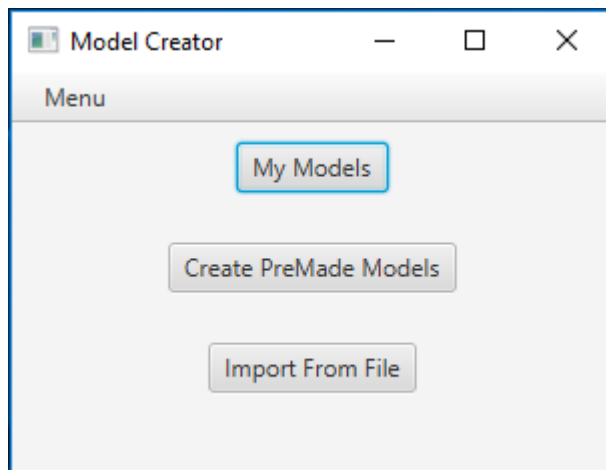 Model Creator
Menu
My Models
Create PreMade Models
Import From File